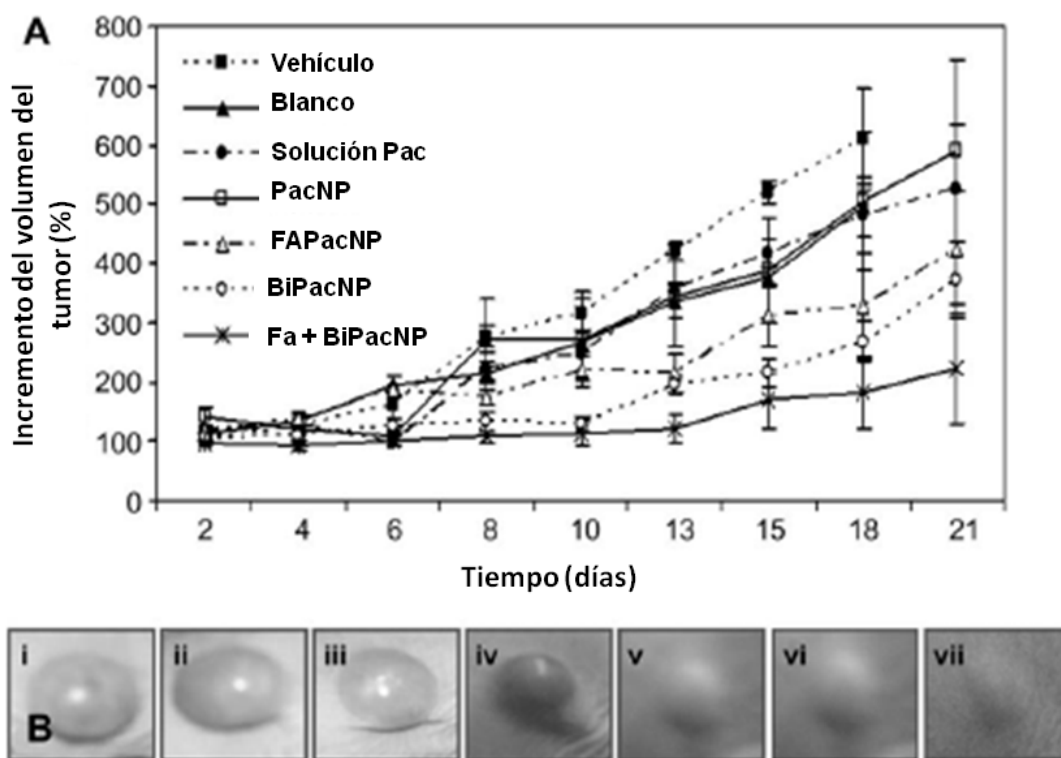 A
Incremento del volumen del
tumor (%)
800
700
600
500
400
300
200
100
0
Vehículo
Blanco
Solución Pac
PacNP
FAPacNP
BiPacNP
Fa + BiPacNP
2 4 6 8 10 13 15 18 21
Tiempo (días)
i ii iii iv v vi vii
B